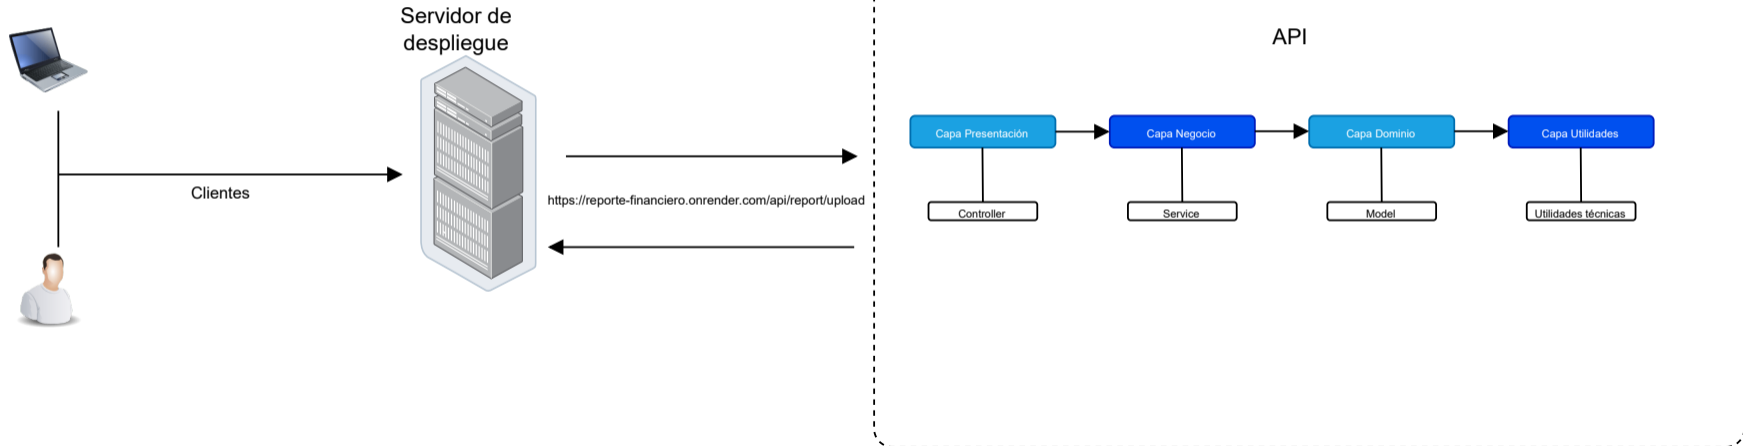 Servidor de
despliegue
Clientes
https://reporte-financiero.onrender.com/api/report/upload
API
Capa Presentación
Capa Negocio
Capa Dominio
Capa Utilidades
Controller
Service
Model
Utilidades técnicas